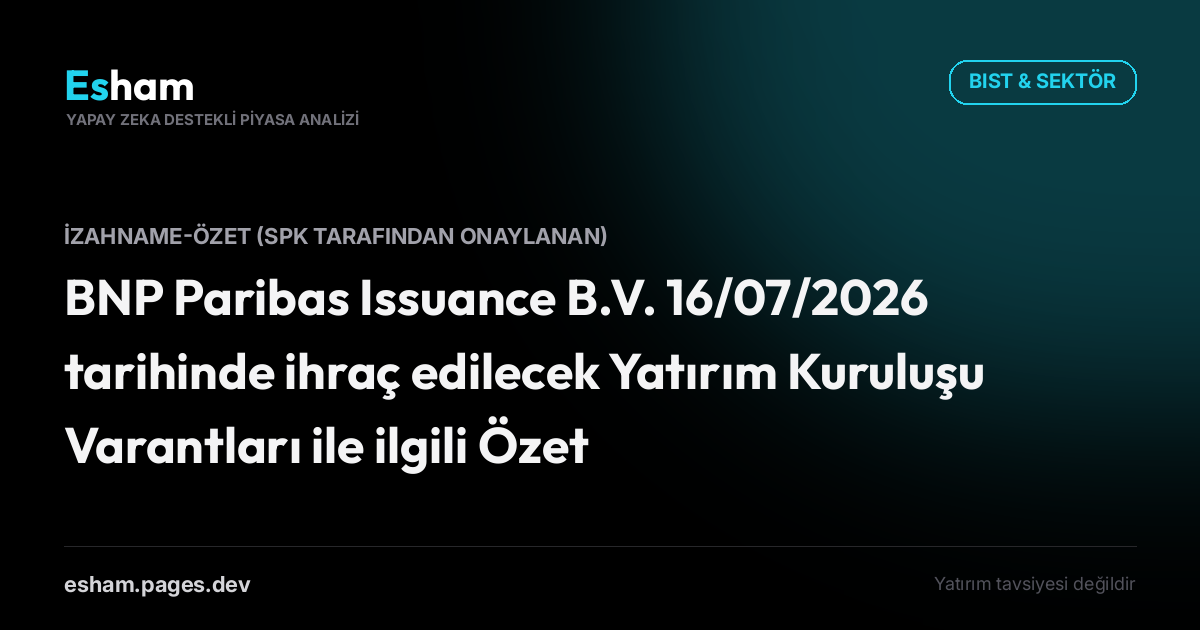 Esham
YAPAY ZEKA DESTEKLİ PİYASA ANALİZİ
BIST & SEKTÖR
İZAHNAME-ÖZET (SPK TARAFINDAN ONAYLANAN)
BNP Paribas Issuance B.V. 16/07/2026
tarihinde ihraç edilecek Yatırım Kuruluşu
Varantları ile ilgili Özet
esham.pages.dev
Yatırım tavsiyesi değildir